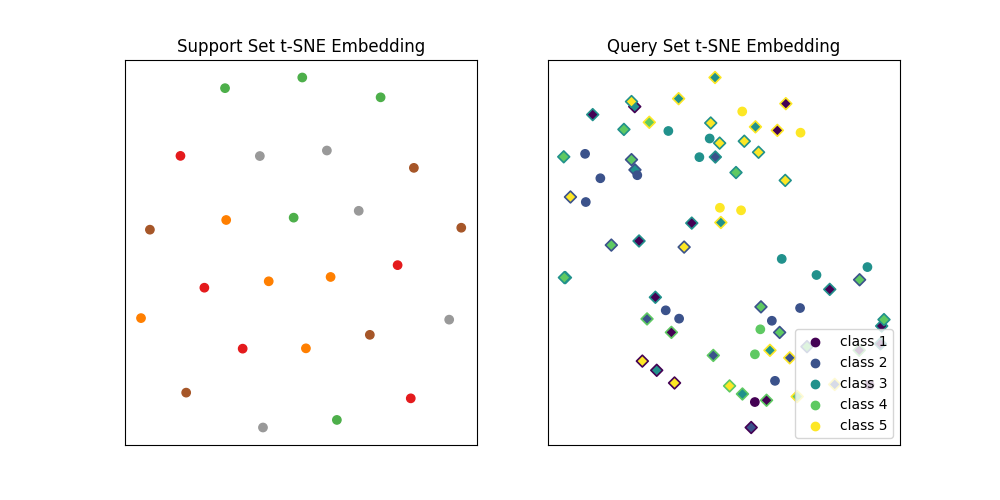 Support Set t-SNE Embedding
Query Set t-SNE Embedding
class 1
class 2
class 3
class 4
class 5